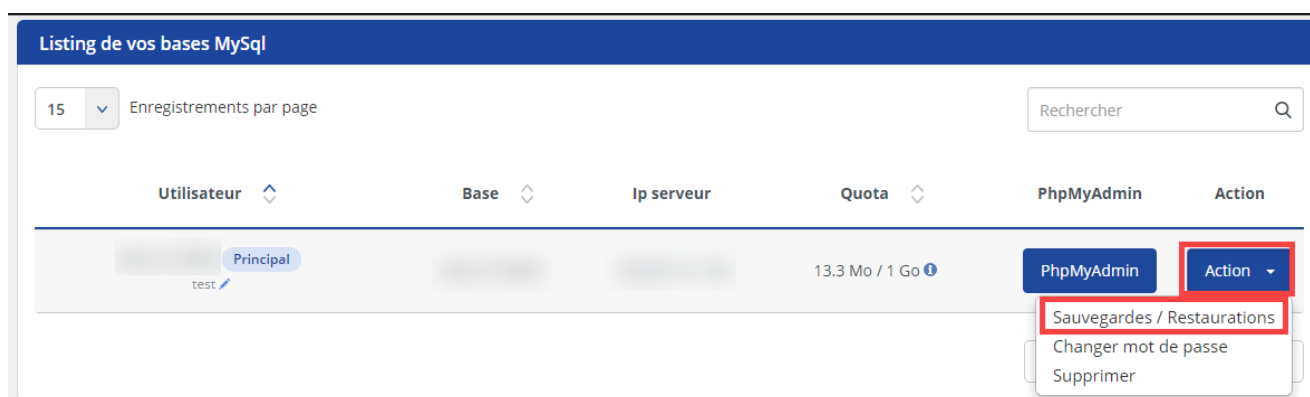 Listing de vos bases MySql
15 Enregistrements par page Rechercher
Utilisateur Base Ip serveur Quota PhpMyAdmin Action
Principal
test 13.3 Mo / 1 Go PhpMyAdmin Action
Sauvegardes / Restaurations
Changer mot de passe
Supprimer